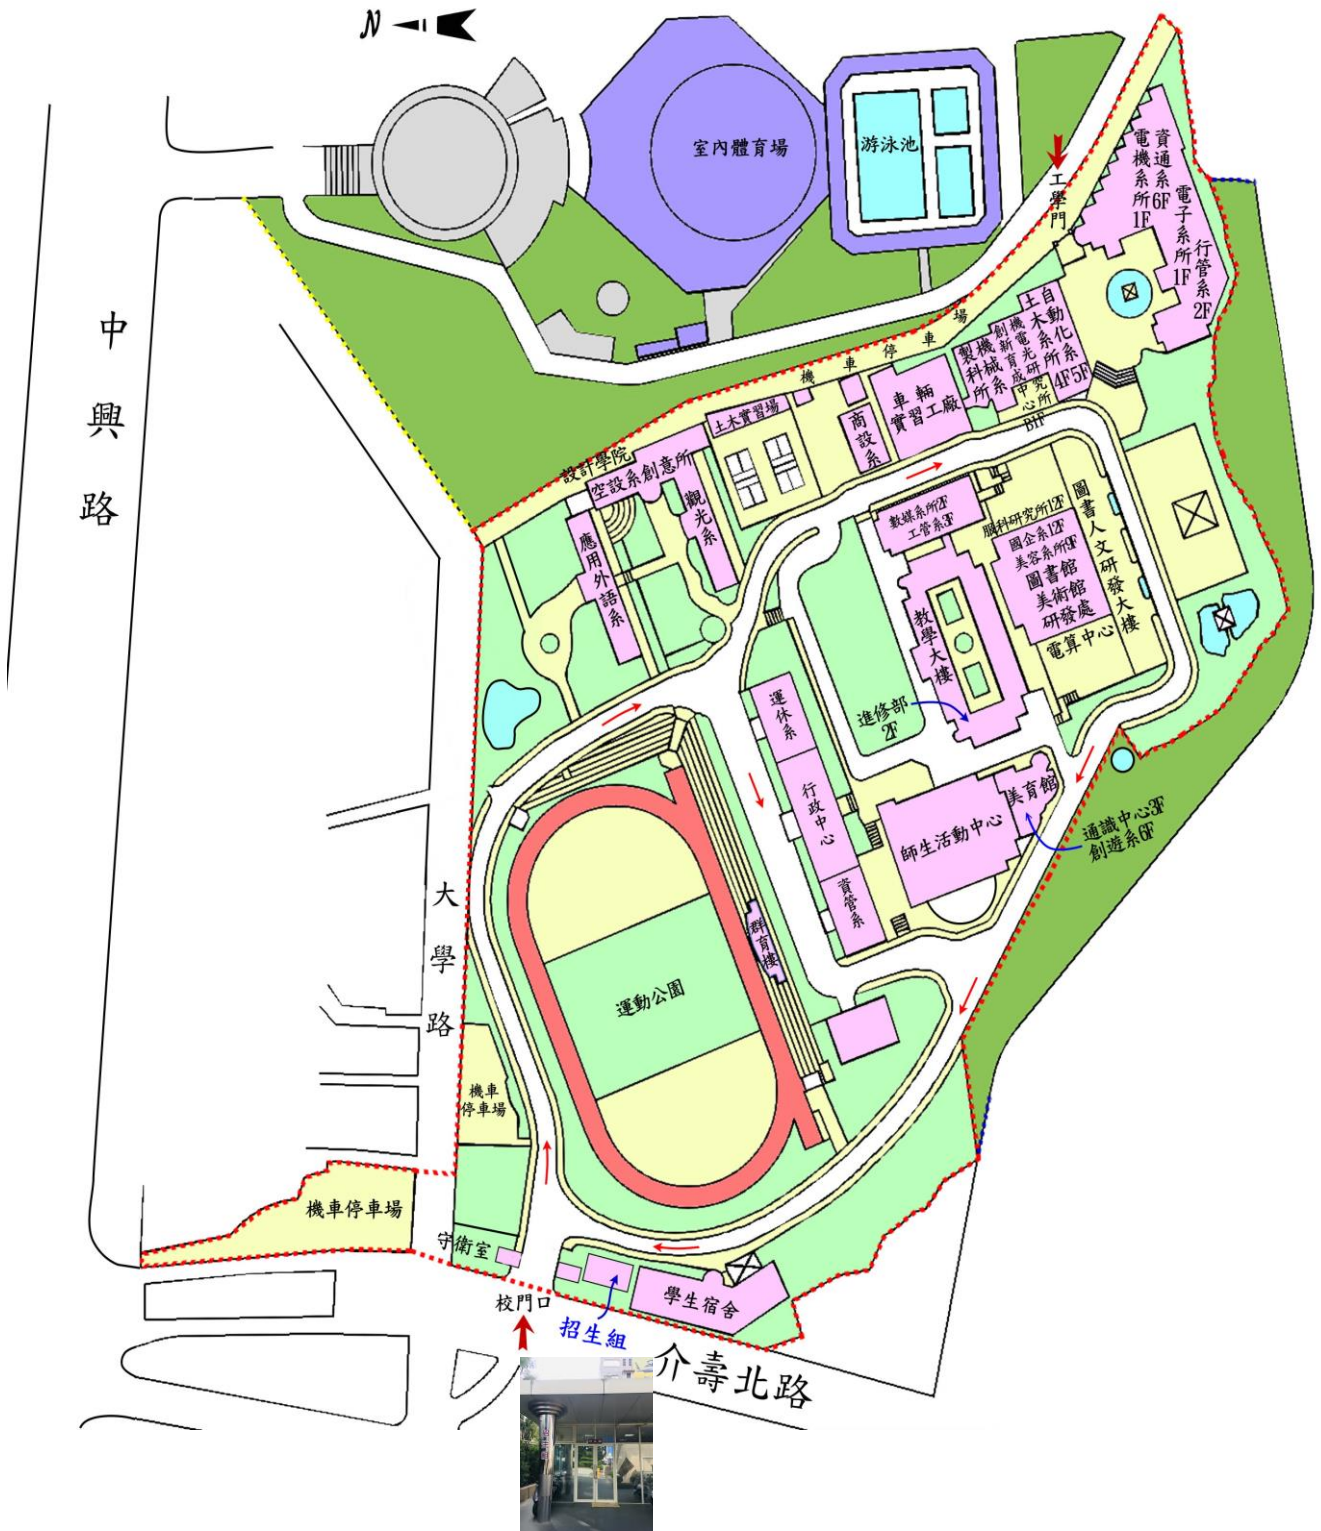 N
室內體育場
游泳池
工學門
資通系6F
電機系所1F
電子系所1F
行管系2F
中興路
機車停車場
土木實習場
商設系
車輛
實習工廠
製科所
機械系
創新育成中心
機電光研究所
B1F
土木系所4F
自動化系5F
設計學院
空設系創意所
觀光系
應用外語系
數媒系所2F
工管系3F
服科研究所12F
國企系12F
美容系所9F
圖書館
美術館
研發處
電算中心
圖書人文研發大樓
教學大樓
進修部
2F
運休系
行政中心
資管系
師生活動中心
美育館
通識中心3F
創遊系6F
群育樓
運動公園
大學路
機車
停車場
機車停車場
守衛室
校門口
招生組
學生宿舍
介壽北路